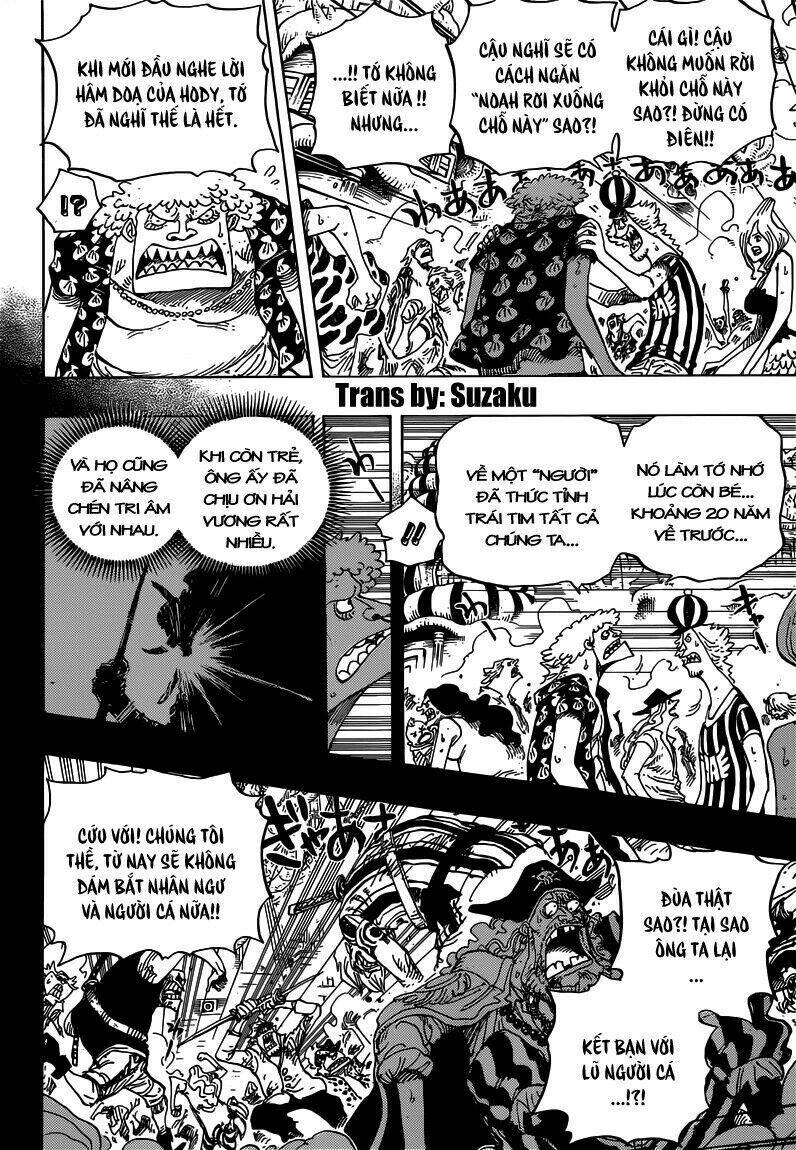 CÁI GÌ! CẬU
KHÔNG
MUỐN RỜI
KHỎI CHỖ NÀY
SAO?! ĐỪNG CÓ
ĐIÊN!!
CẬU NGHĨ SẼ CÓ
CÁCH NGĂN
“NOAH RỜI XUỐNG
CHỖ NÀY” SAO?!
...!! TỚ KHÔNG
BIẾT NỮA !!
NHƯNG...
KHI MỚI ĐẦU NGHE LỜI
HÂM DOẠ CỦA HODY, TỚ
ĐÃ NGHĨ THẾ LÀ HẾT.
!?
Trans by: Suzaku
NÓ LÀM TỚ NHỚ
LÚC CÒN BÉ...
KHOẢNG 20 NĂM
VỀ TRƯỚC...
VỀ MỘT “NGƯỜI”
ĐÃ THỨC TỈNH
TRÁI TIM TẤT CẢ
CHÚNG TA...
!!
KHI CÒN TRẺ,
ÔNG ẤY ĐÃ
CHỊU ƠN HẢI
VƯƠNG RẤT
NHIỀU.
VÀ HỌ CŨNG
ĐÃ NÂNG
CHÉN TRI ÂM
VỚI NHAU.
ĐÙA THẬT
SAO?! TẠI SAO
ÔNG TA LẠI
...
KẾT BẠN VỚI
LŨ NGƯỜI CÁ
...!?!
ぎゃああ
CỨU VỚI! CHÚNG TÔI
THỀ, TỪ NAY SẼ KHÔNG
DÁM BẮT NHÂN NGƯ
VÀ NGƯỜI CÁ NỮA!!